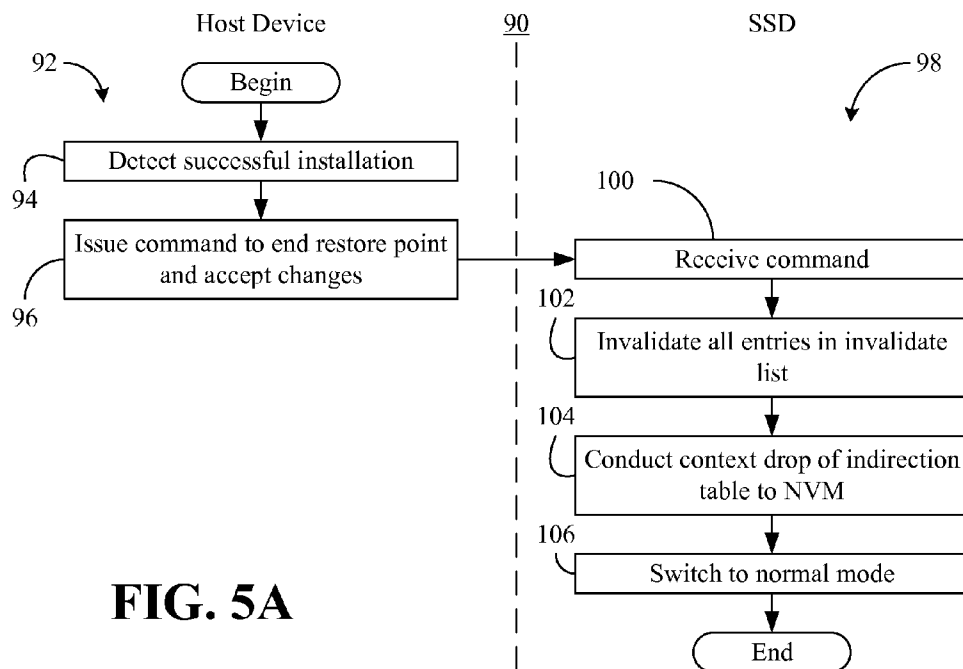 Host Device
90
SSD
92
Begin
98
Detect successful installation
94
100
Issue command to end restore point
and accept changes
96
Receive command
102
Invalidate all entries in invalidate
list
104
Conduct context drop of indirection
table to NVM
106
Switch to normal mode
FIG. 5A
End